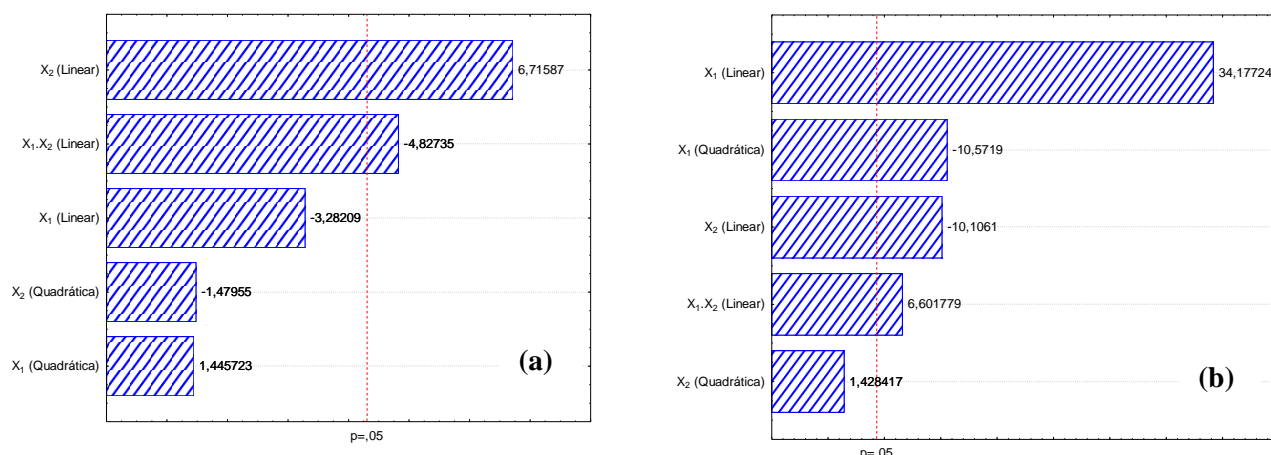 X₂ (Linear)
6,71587
X₁.X₂ (Linear)
-4,82735
X₁ (Linear)
-3,28209
X₂ (Quadrática)
-1,47955
X₁ (Quadrática)
1,445723
(a)
p=,05
X₁ (Linear)
34,17724
X₁ (Quadrática)
-10,5719
X₂ (Linear)
-10,1061
X₁.X₂ (Linear)
6,601779
X₂ (Quadrática)
1,428417
(b)
p=,05